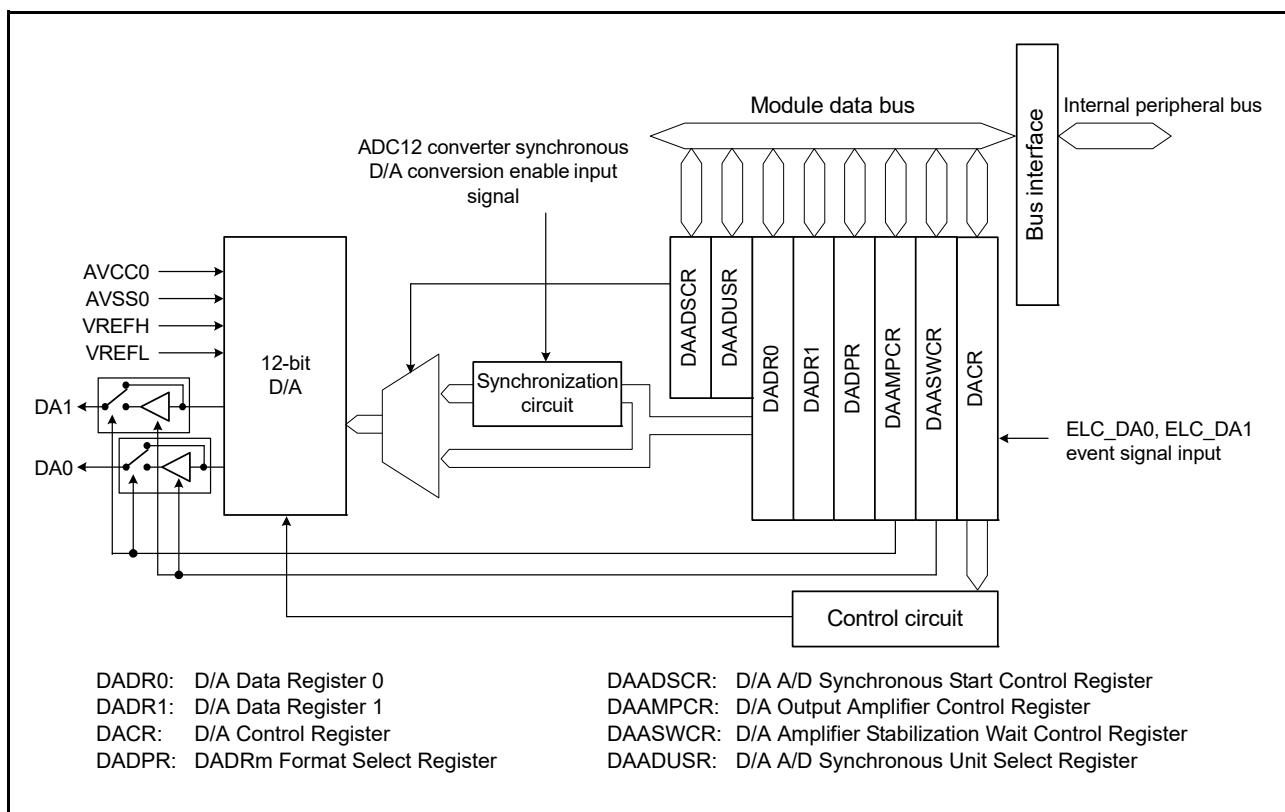 Module data bus
Internal peripheral bus
Bus interface
ADC12 converter synchronous
D/A conversion enable input
signal
AVCC0
AVSS0
VREFH
VREFL
DA1
DA0
12-bit
D/A
Synchronization
circuit
DAADSCR
DAADUSR
DADR0
DADR1
DADPR
DAAMPCR
DAASWCR
DACR
ELC_DA0, ELC_DA1
event signal input
Control circuit
DADR0: D/A Data Register 0
DADR1: D/A Data Register 1
DACR: D/A Control Register
DADPR: DADRm Format Select Register
DAADSCR: D/A A/D Synchronous Start Control Register
DAAMPCR: D/A Output Amplifier Control Register
DAASWCR: D/A Amplifier Stabilization Wait Control Register
DAADUSR: D/A A/D Synchronous Unit Select Register